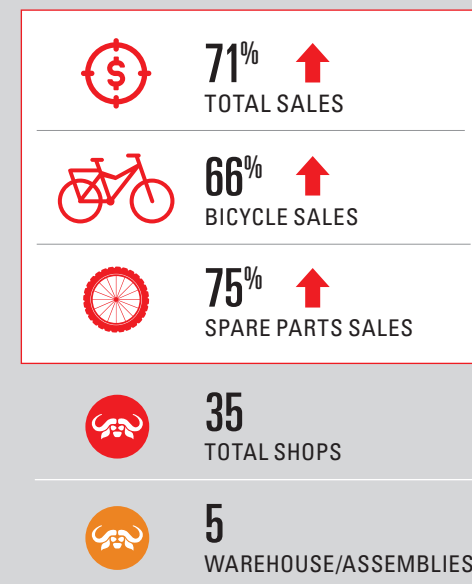 71% 
TOTAL SALES
66%
BICYCLE SALES
75%
SPARE PARTS SALES
35
TOTAL SHOPS
5
WAREHOUSE/ASSEMBLIES